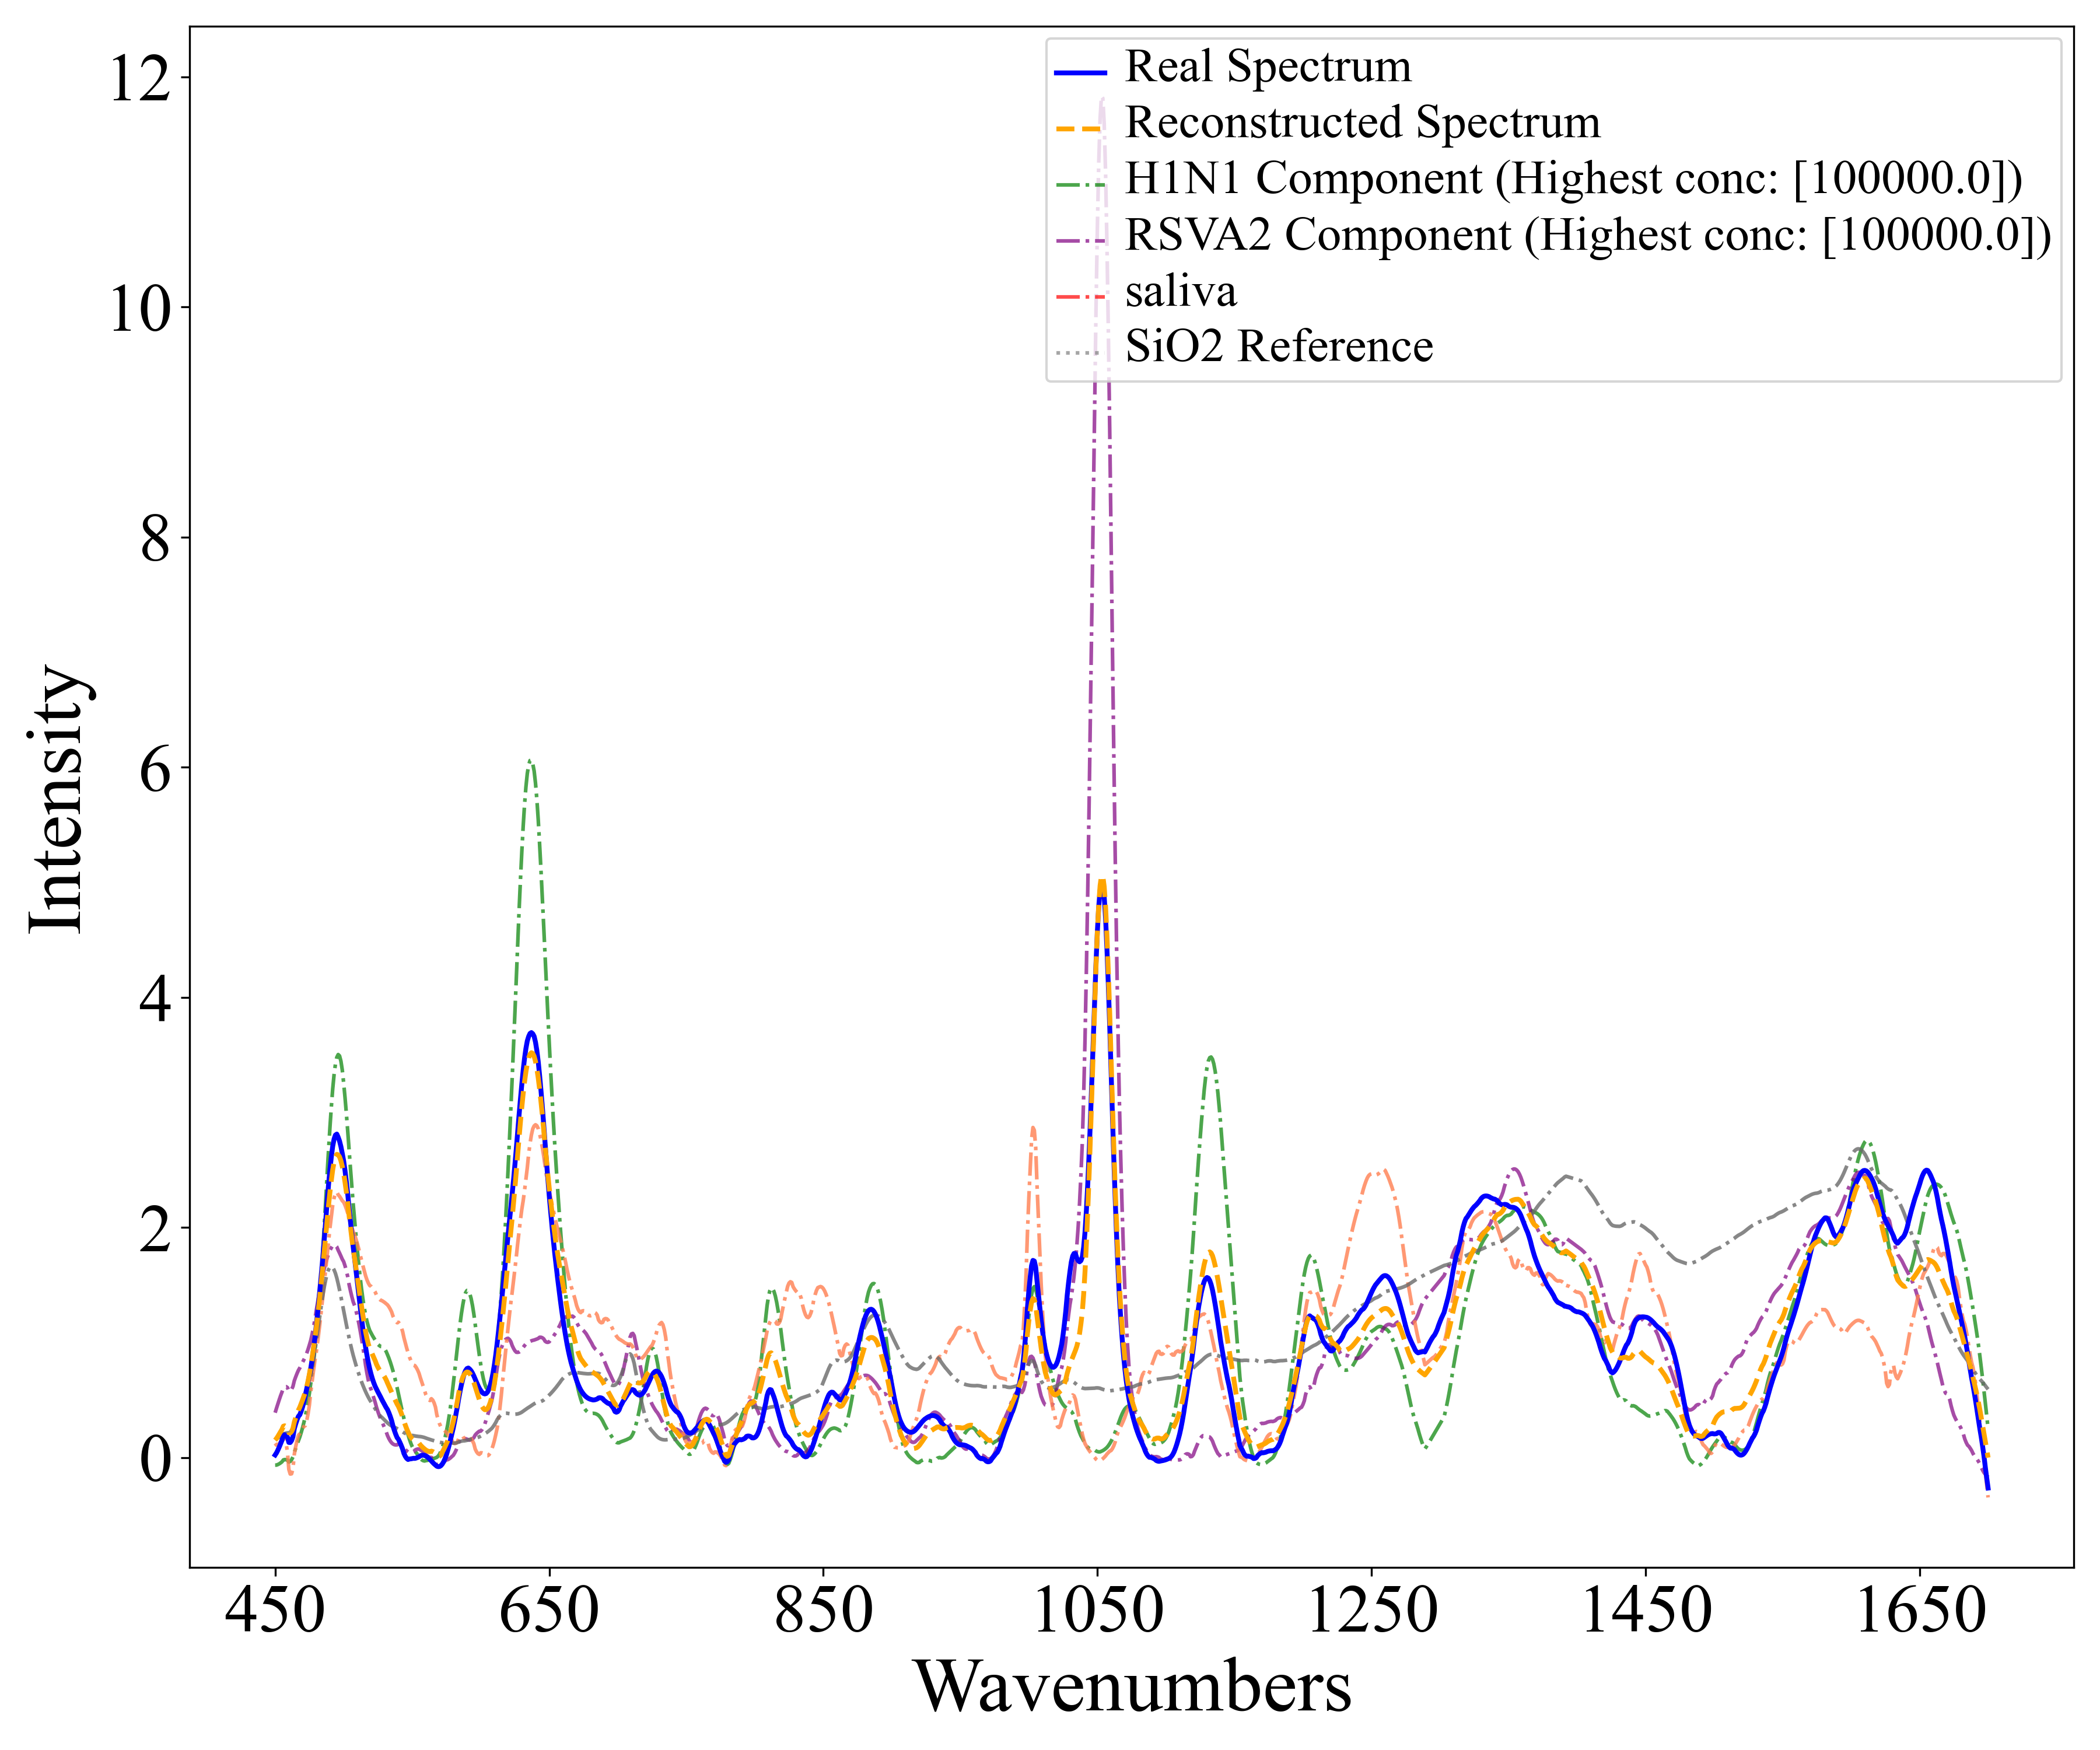 Real Spectrum
Reconstructed Spectrum
H1N1 Component (Highest conc: [100000.0])
RSVA2 Component (Highest conc: [100000.0])
saliva
SiO2 Reference
12
10
8
6
4
2
0
Intensity
450 650 850 1050 1250 1450 1650
Wavenumbers